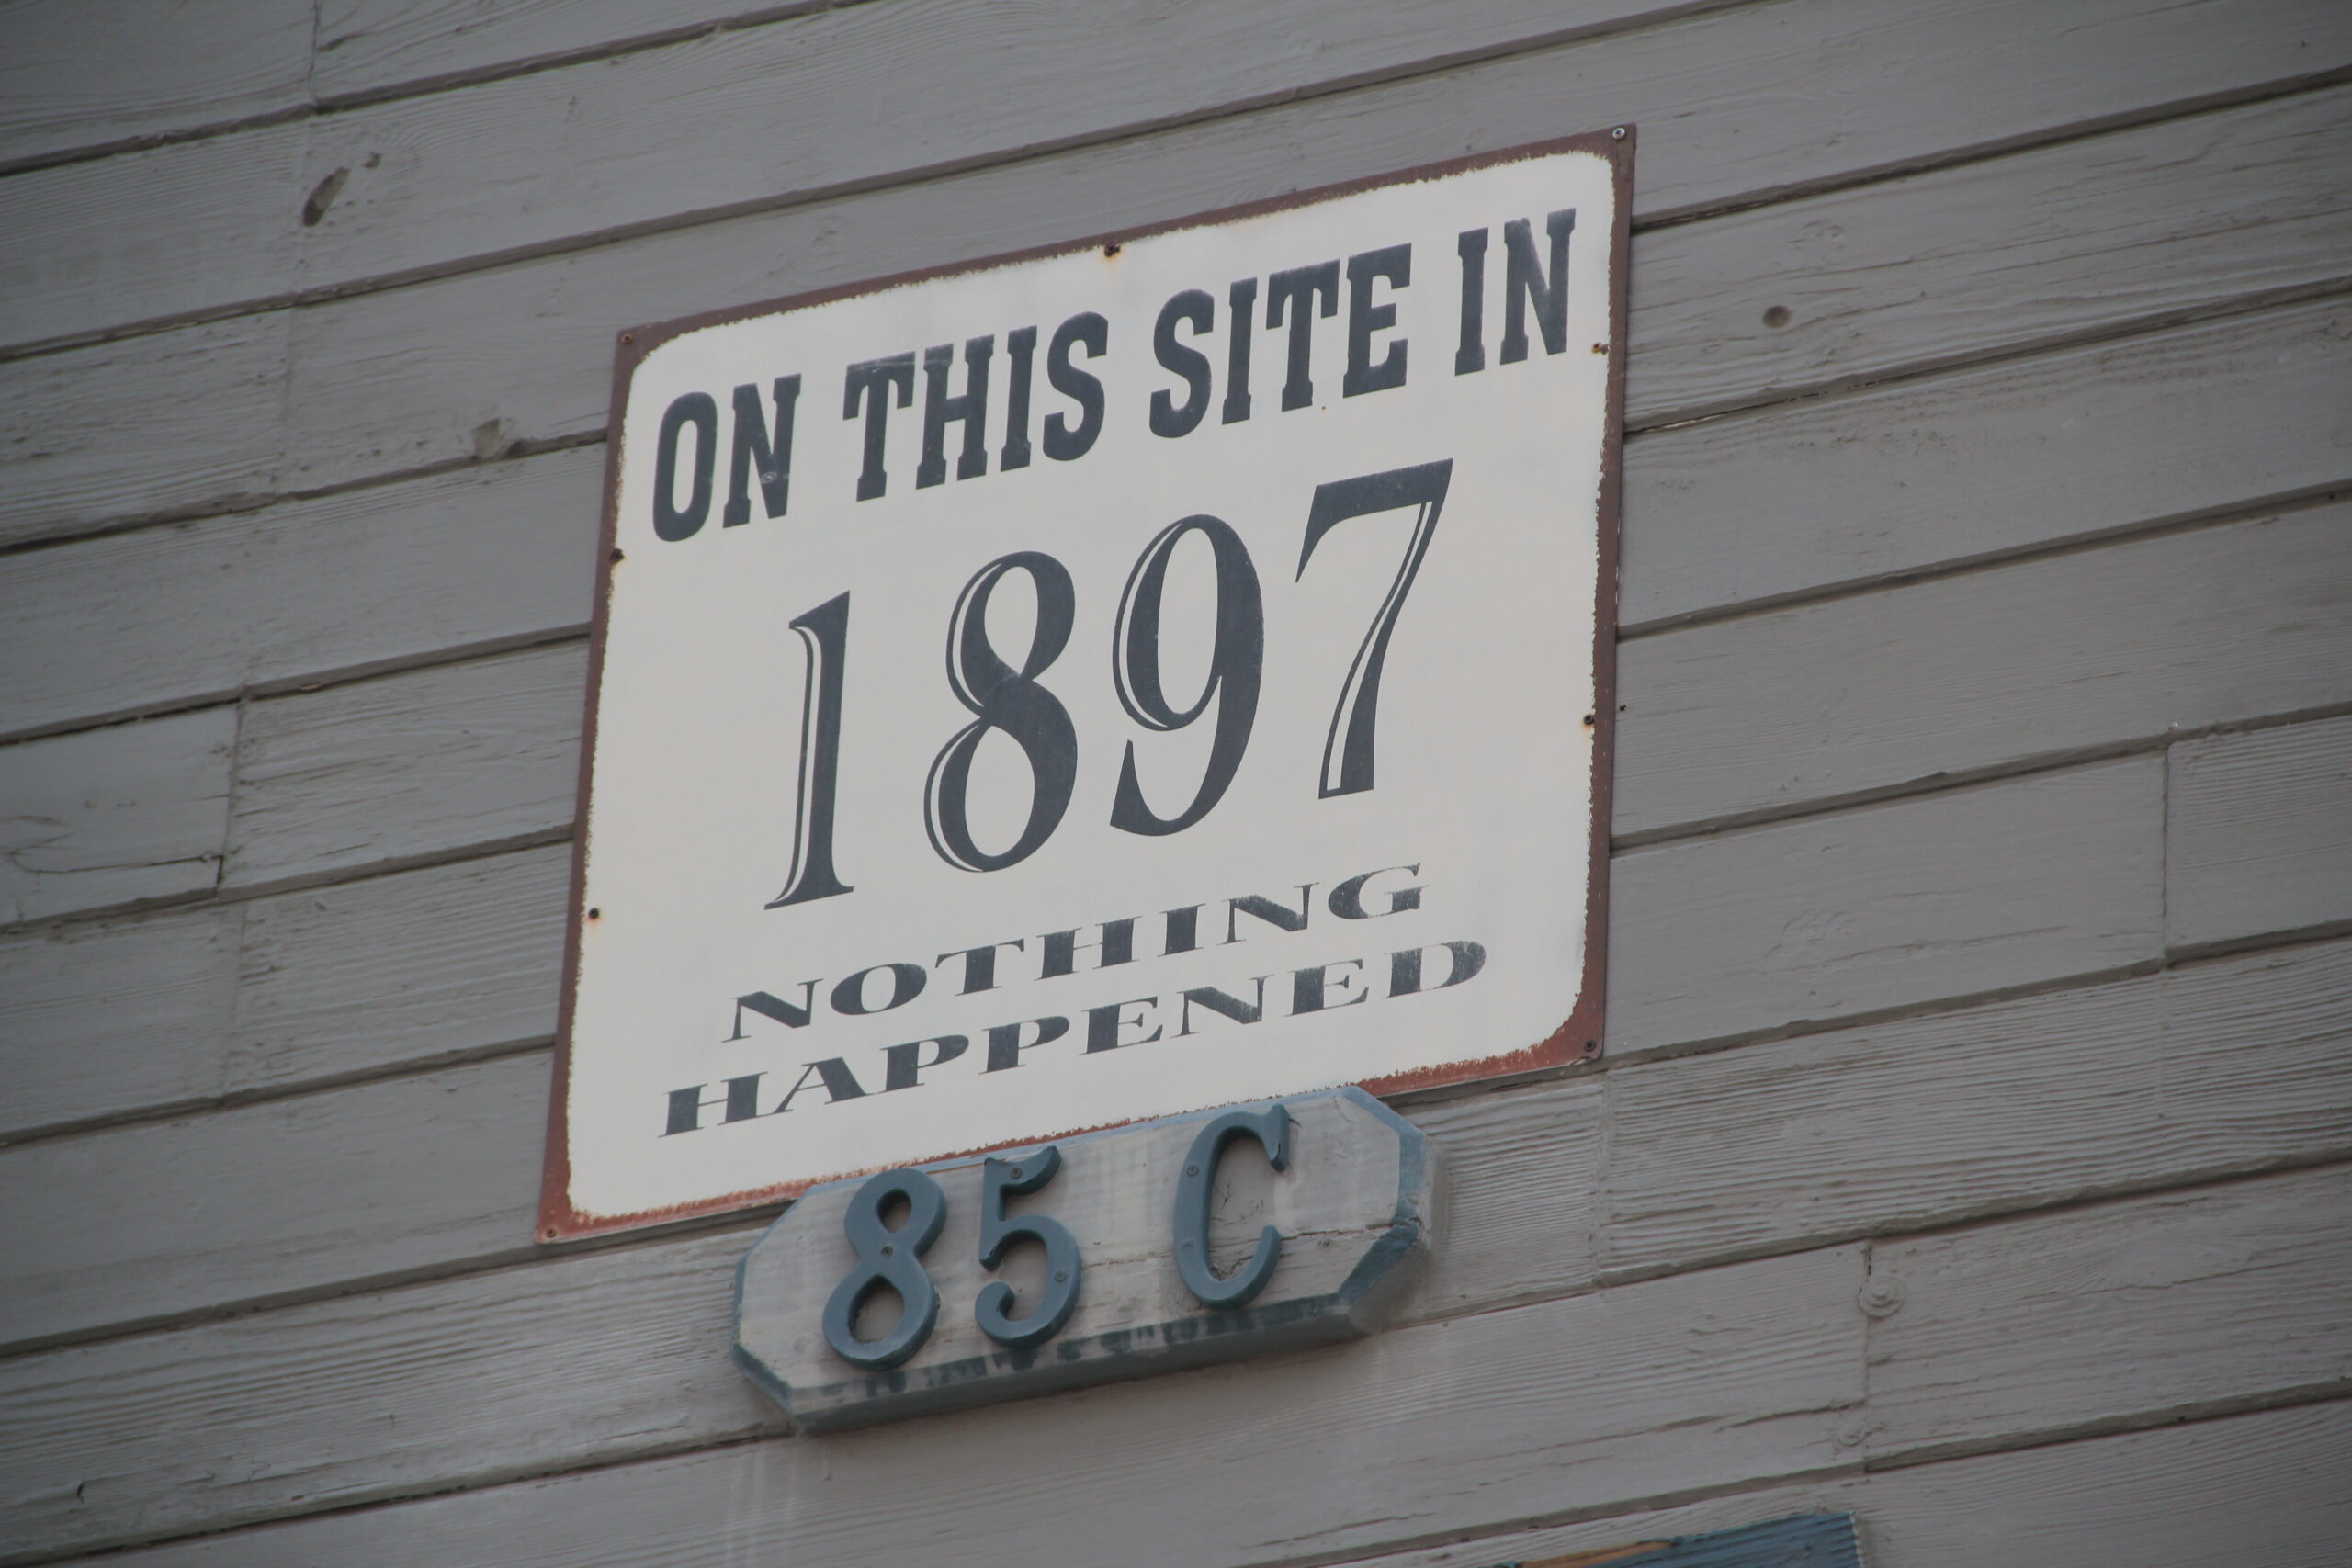 ON THIS SITE IN
1897
NOTHING
HAPPENED
85 C